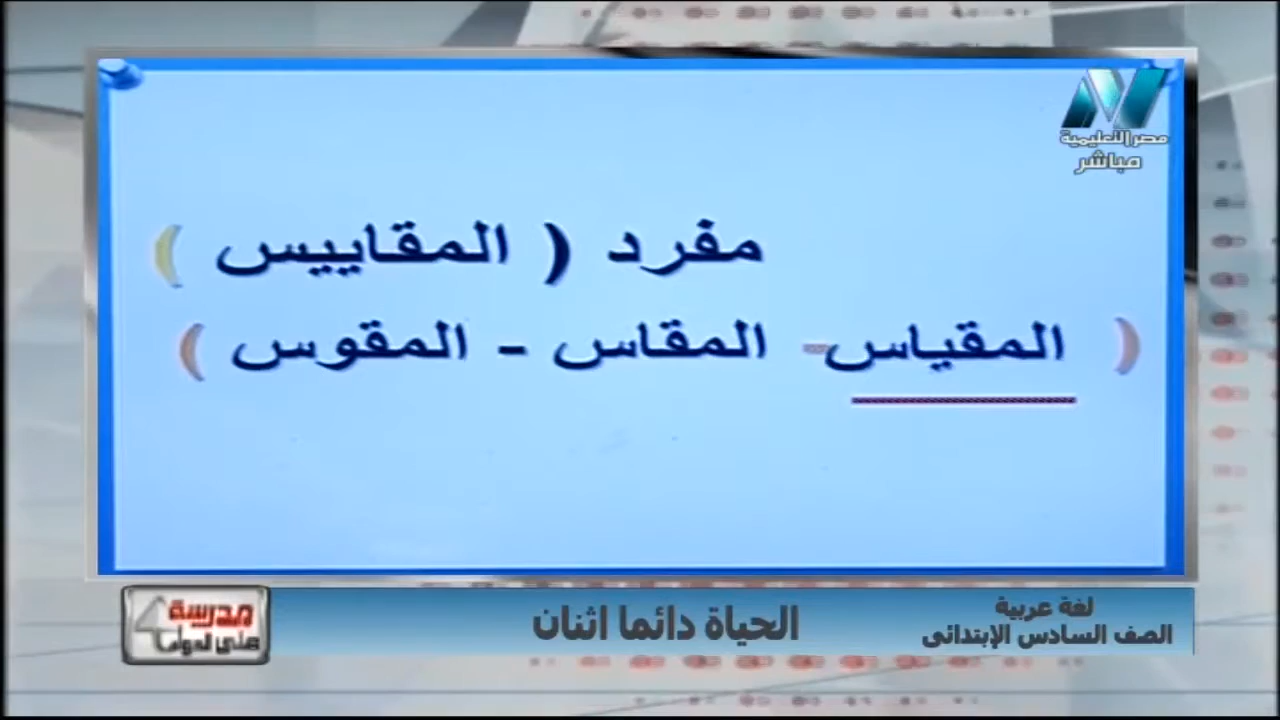 مصر التعليمية
مباشر
مفرد ( المقاييس )
( المقياس - المقاس - المقوس )
لغة عربية
الصف السادس الإبتدائى
الحياة دائما اثنان
مدرسة
على الهواء